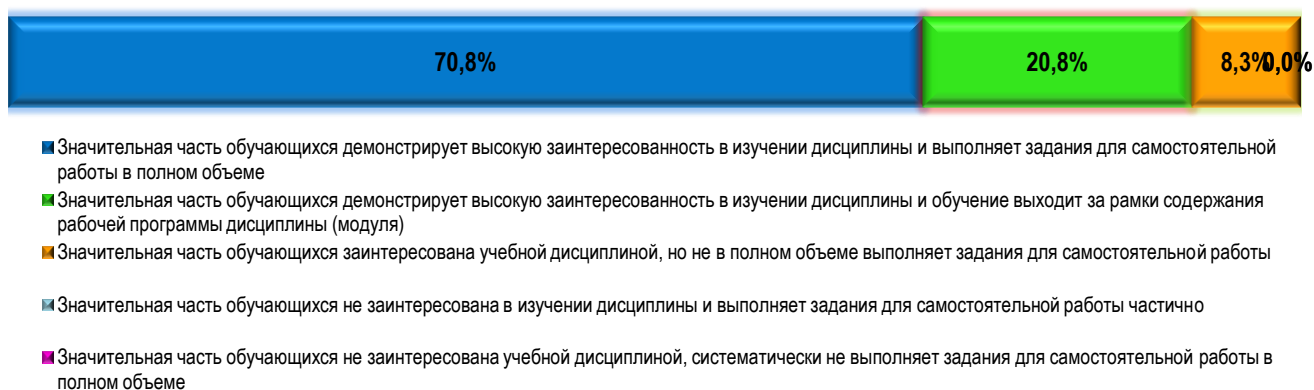 70,8% 20,8% 8,3% 0,0%
Значительная часть обучающихся демонстрирует высокую заинтересованность в изучении дисциплины и выполняет задания для самостоятельной
работы в полном объеме
Значительная часть обучающихся демонстрирует высокую заинтересованность в изучении дисциплины и обучение выходит за рамки содержания
рабочей программы дисциплины (модуля)
Значительная часть обучающихся заинтересована учебной дисциплиной, но не в полном объеме выполняет задания для самостоятельной работы
Значительная часть обучающихся не заинтересована в изучении дисциплины и выполняет задания для самостоятельной работы частично
Значительная часть обучающихся не заинтересована учебной дисциплиной, систематически не выполняет задания для самостоятельной работы в
полном объеме